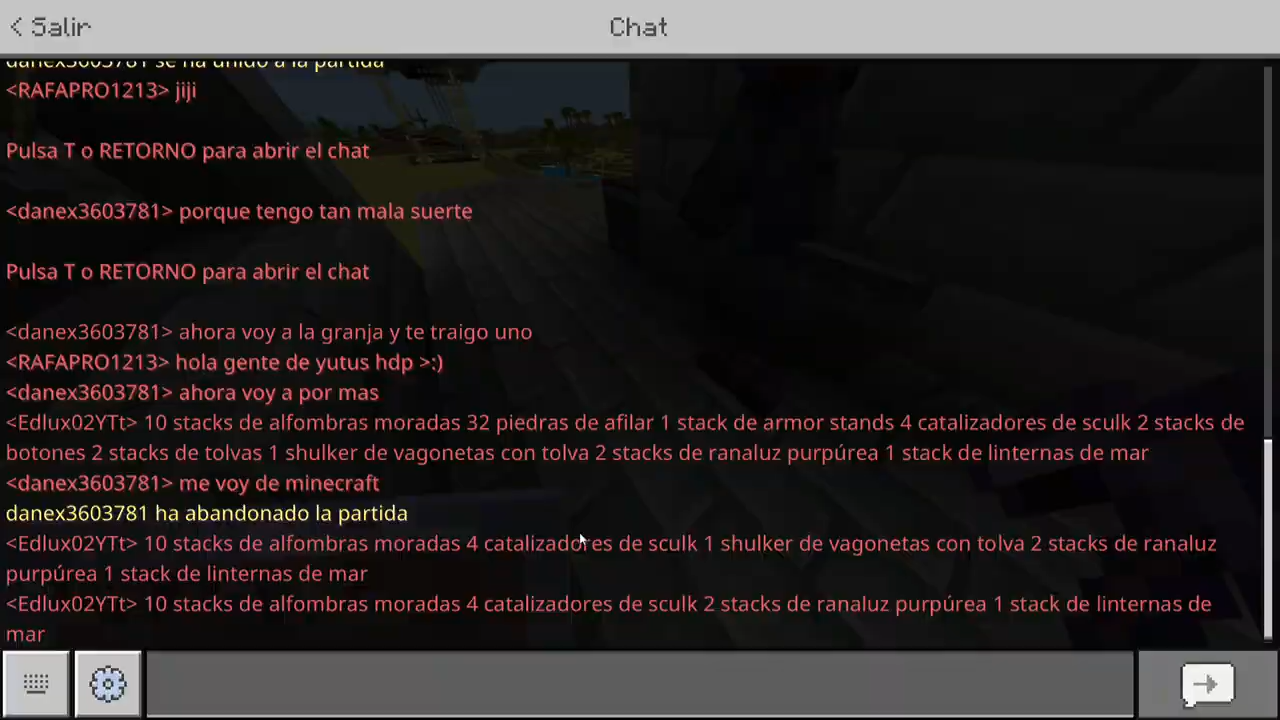 < Salir
Chat
danex3603781 se ha unido a la partida
<RAFAPRO1213> jiji
Pulsa T o RETORNO para abrir el chat
<danex3603781> porque tengo tan mala suerte
Pulsa T o RETORNO para abrir el chat
<danex3603781> ahora voy a la granja y te traigo uno
<RAFAPRO1213> hola gente de yutus hdp >:)
<danex3603781> ahora voy a por mas
<Edlux02YTt> 10 stacks de alfombras moradas 32 piedras de afilar 1 stack de armor stands 4 catalizadores de sculk 2 stacks de
botones 2 stacks de tolvas 1 shulker de vagonetas con tolva 2 stacks de ranaluz purpúrea 1 stack de linternas de mar
<danex3603781> me voy de minecraft
danex3603781 ha abandonado la partida
<Edlux02YTt> 10 stacks de alfombras moradas 4 catalizadores de sculk 1 shulker de vagonetas con tolva 2 stacks de ranaluz
purpúrea 1 stack de linternas de mar
<Edlux02YTt> 10 stacks de alfombras moradas 4 catalizadores de sculk 2 stacks de ranaluz purpúrea 1 stack de linternas de
mar